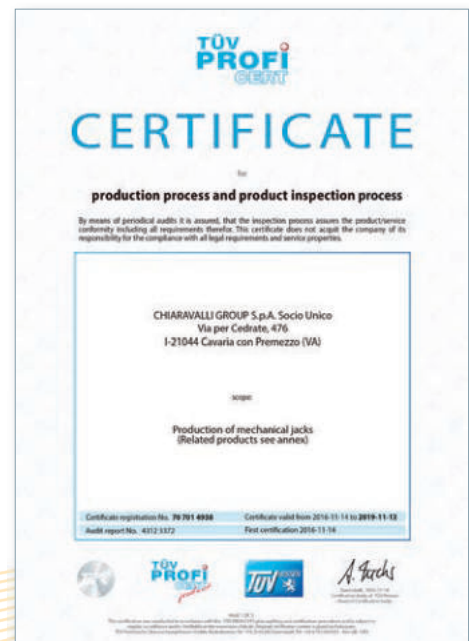 TÜV
PROFI
CERT
CERTIFICATE
for
production process and product inspection process
By means of periodical audits it is assured, that the inspection process assures the product/service
conformity including all requirements therefor. This certificate does not acquit the company of its
responsibility for the compliance with all legal requirements and service properties.
CHIARAVALLI GROUP S.p.A. Socio Unico
Via per Cedrate, 476
I-21044 Cavaria con Premezzo (VA)
scope:
Production of mechanical jacks
(Related products see annex)
Certificate registration No. 70 701 4938 Certificate valid from 2016-11-14 to 2019-11-13
Audit report No. 4312 3372 First certification 2016-11-14
TÜV
PROFI
CERT
TÜV